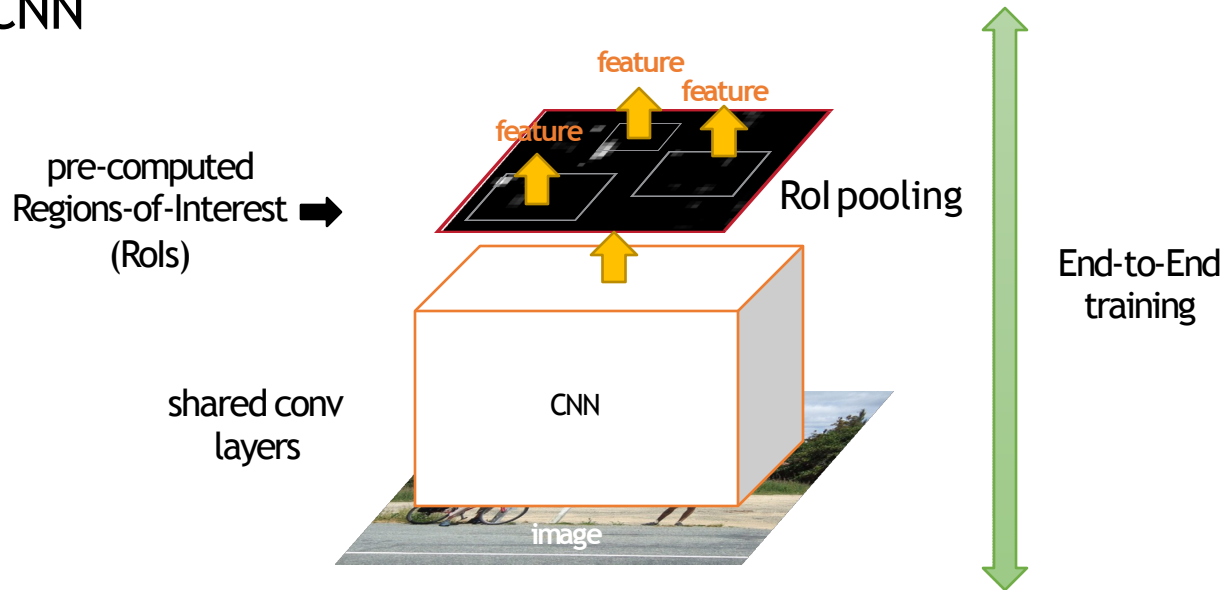 CNN
feature
feature
feature
pre-computed
Regions-of-Interest
(RoIs)
RoI pooling
End-to-End
training
shared conv
layers
CNN
image